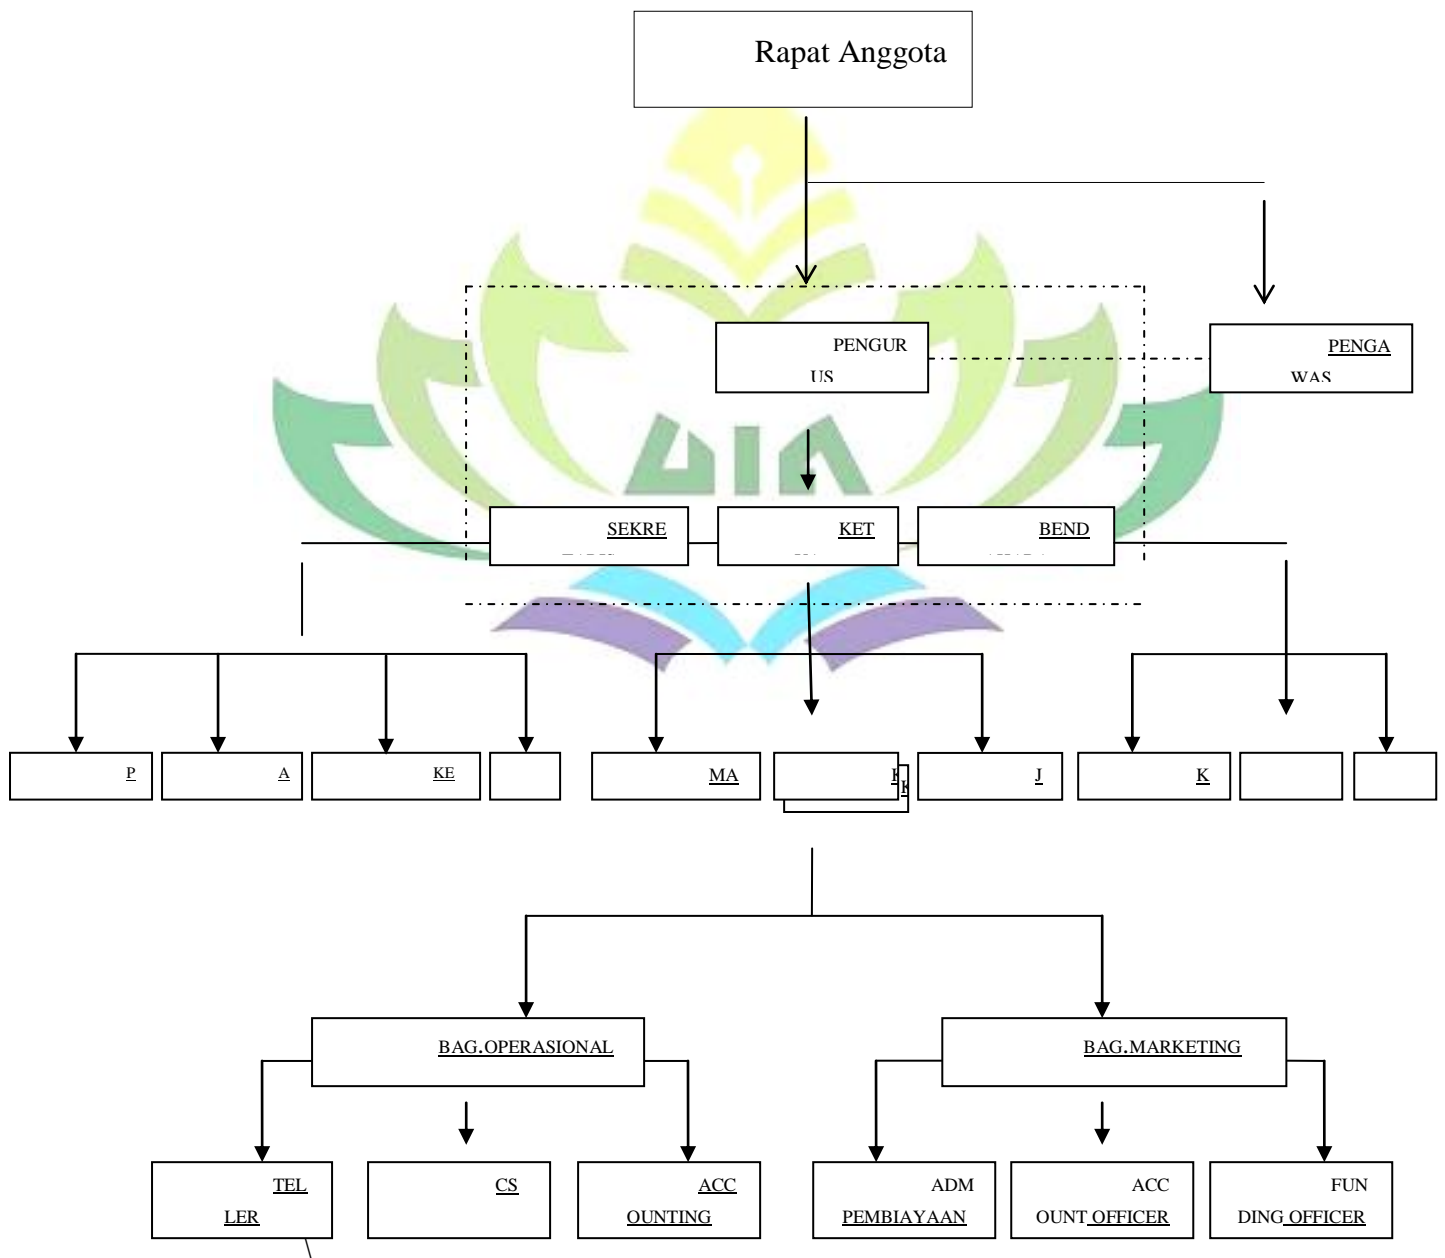 Rapat Anggota
PENGUR
US
PENGA
WAS
SEKRE
KET
BEND
P
A
KE
MA
K
K
J
K
BAG.OPERASIONAL
BAG.MARKETING
TEL
LER
CS
ACC
OUNTING
ADM
PEMBIAYAAN
ACC
OUNT OFFICER
FUN
DING OFFICER